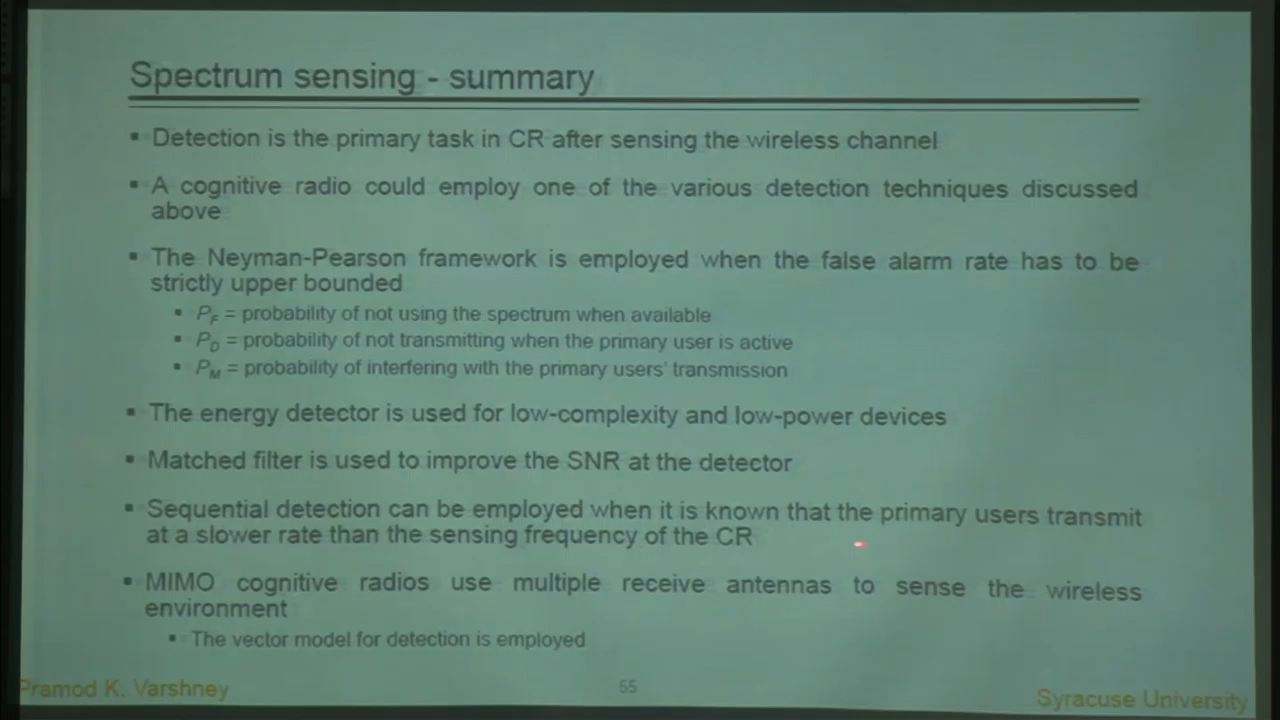 Spectrum sensing - summary
▪ Detection is the primary task in CR after sensing the wireless channel
▪ A cognitive radio could employ one of the various detection techniques discussed
above
▪ The Neyman-Pearson framework is employed when the false alarm rate has to be
strictly upper bounded
▪ P_F = probability of not using the spectrum when available
▪ P_D = probability of not transmitting when the primary user is active
▪ P_M = probability of interfering with the primary users' transmission
▪ The energy detector is used for low-complexity and low-power devices
▪ Matched filter is used to improve the SNR at the detector
▪ Sequential detection can be employed when it is known that the primary users transmit
at a slower rate than the sensing frequency of the CR
▪ MIMO cognitive radios use multiple receive antennas to sense the wireless
environment
▪ The vector model for detection is employed
Pramod K. Varshney 55 Syracuse University